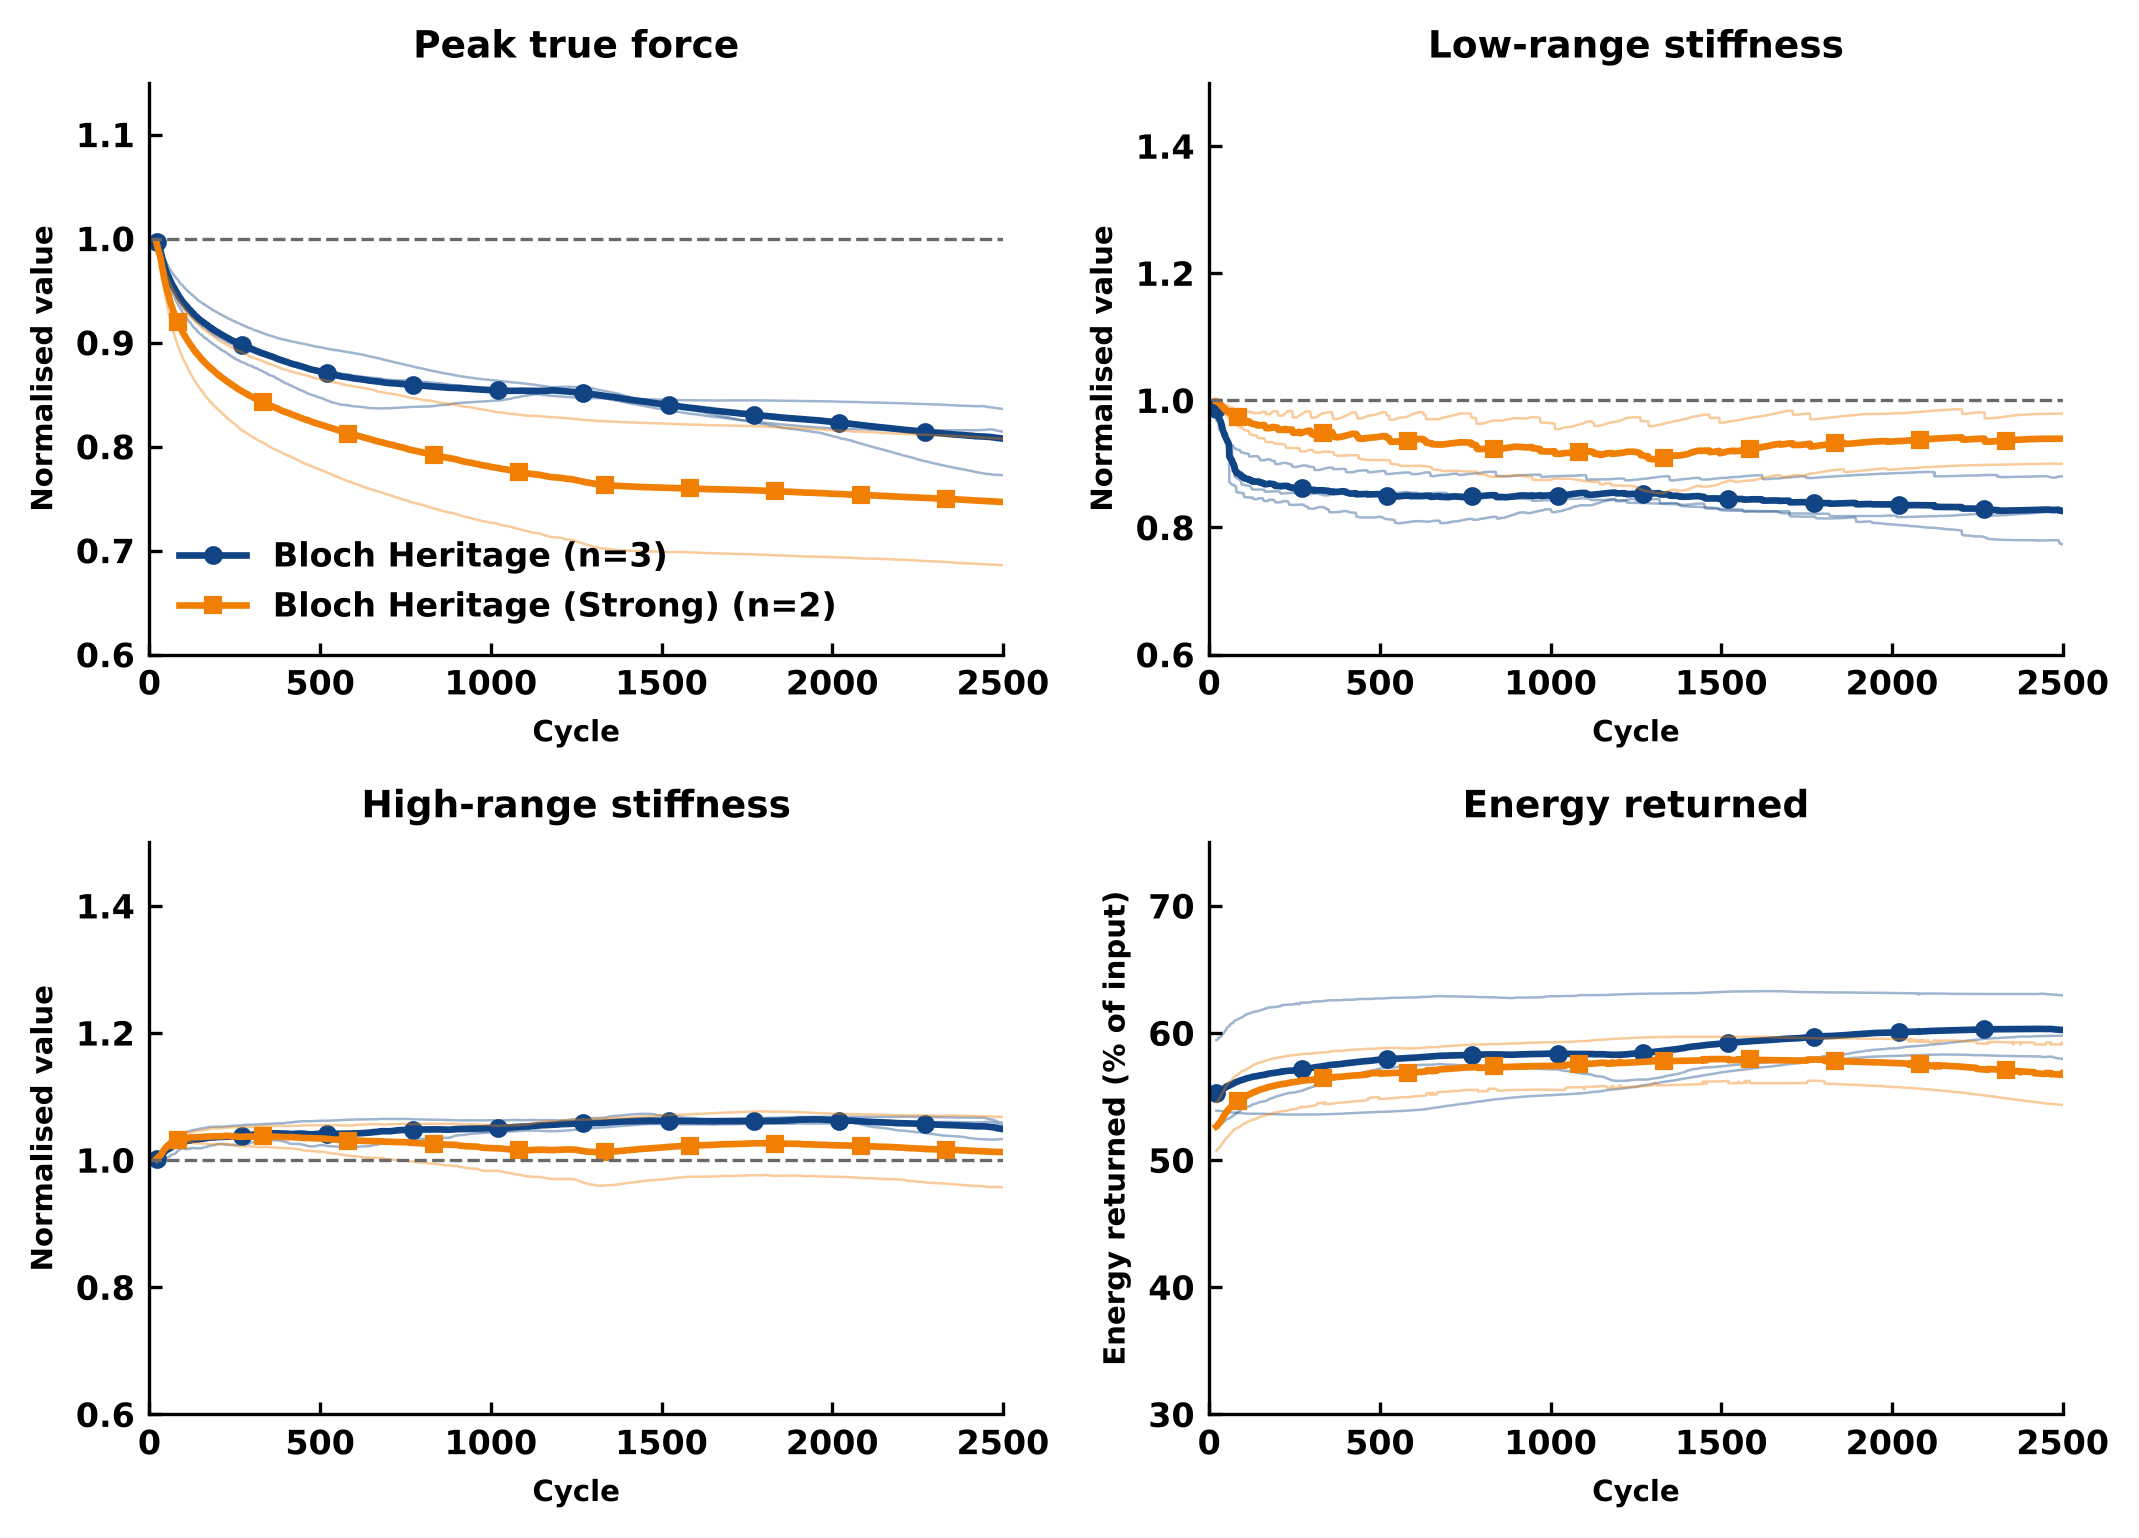 Peak true force
Normalised value
1.1
1.0
0.9
0.8
0.7
0.6
Bloch Heritage (n=3)
Bloch Heritage (Strong) (n=2)
0 500 1000 1500 2000 2500
Cycle
Low-range stiffness
Normalised value
1.4
1.2
1.0
0.8
0.6
0 500 1000 1500 2000 2500
Cycle
High-range stiffness
Normalised value
1.4
1.2
1.0
0.8
0.6
0 500 1000 1500 2000 2500
Cycle
Energy returned
Energy returned (% of input)
70
60
50
40
30
0 500 1000 1500 2000 2500
Cycle